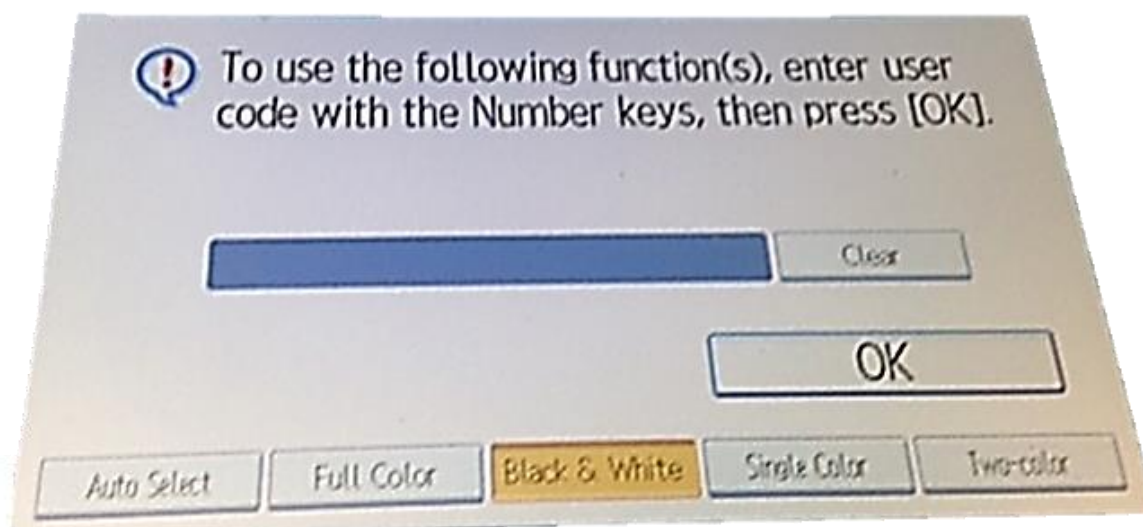 To use the following function(s), enter user
code with the Number keys, then press [OK].
Clear
OK
Auto Select
Full Color
Black & White
Single Color
Two-color